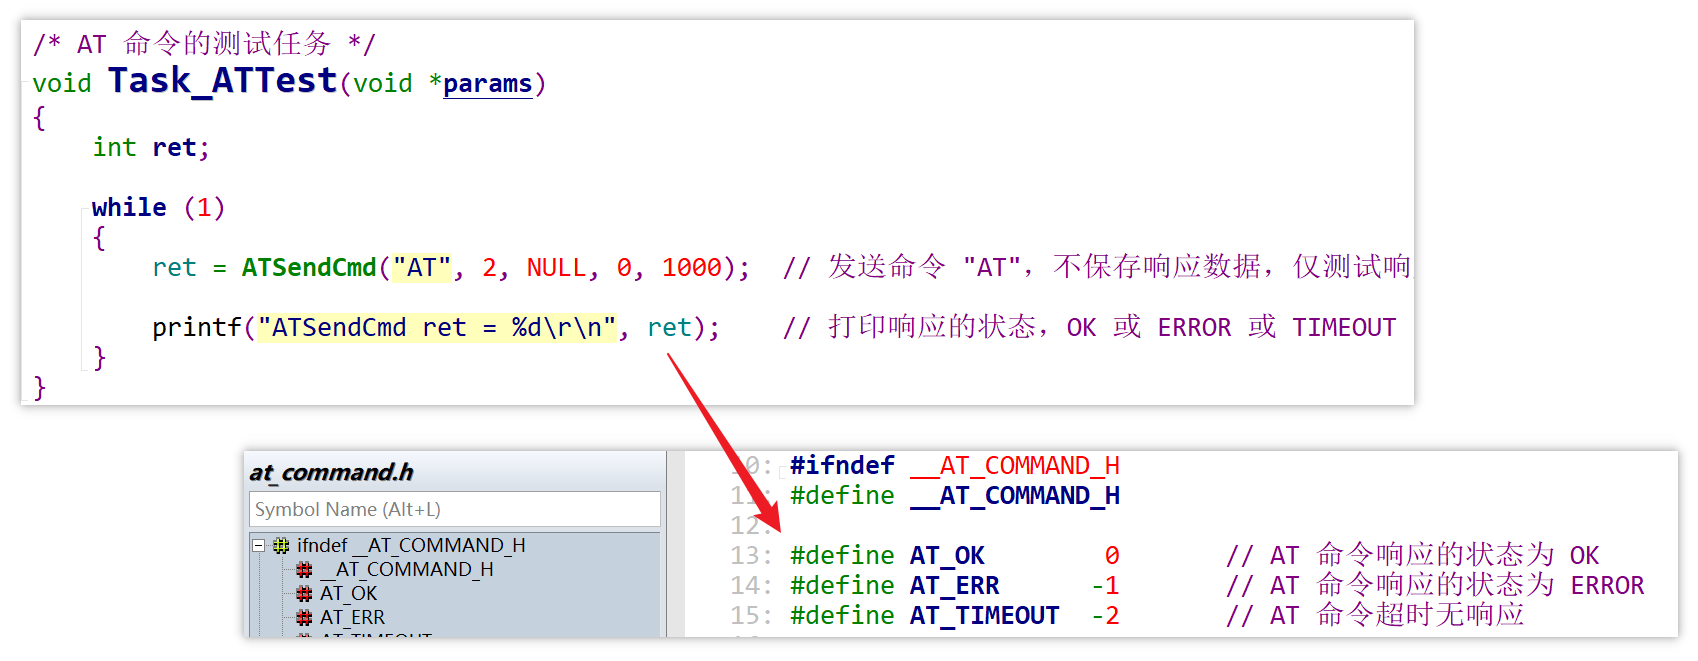 /* AT 命令的测试任务 */
void Task_ATTest(void *params)
{
int ret;
while (1)
{
ret = ATSendCmd("AT", 2, NULL, 0, 1000); // 发送命令 "AT", 不保存响应数据, 仅测试响
printf("ATSendCmd ret = %d\r\n", ret); // 打印响应的状态, OK 或 ERROR 或 TIMEOUT
}
}
at_command.h
Symbol Name (Alt+L)
ifndef __AT_COMMAND_H
__AT_COMMAND_H
AT_OK
AT_ERR
AT_TIMEOUT
10: #ifndef __AT_COMMAND_H
11: #define __AT_COMMAND_H
12:
13: #define AT_OK 0 // AT 命令响应的状态为 OK
14: #define AT_ERR -1 // AT 命令响应的状态为 ERROR
15: #define AT_TIMEOUT -2 // AT 命令超时无响应